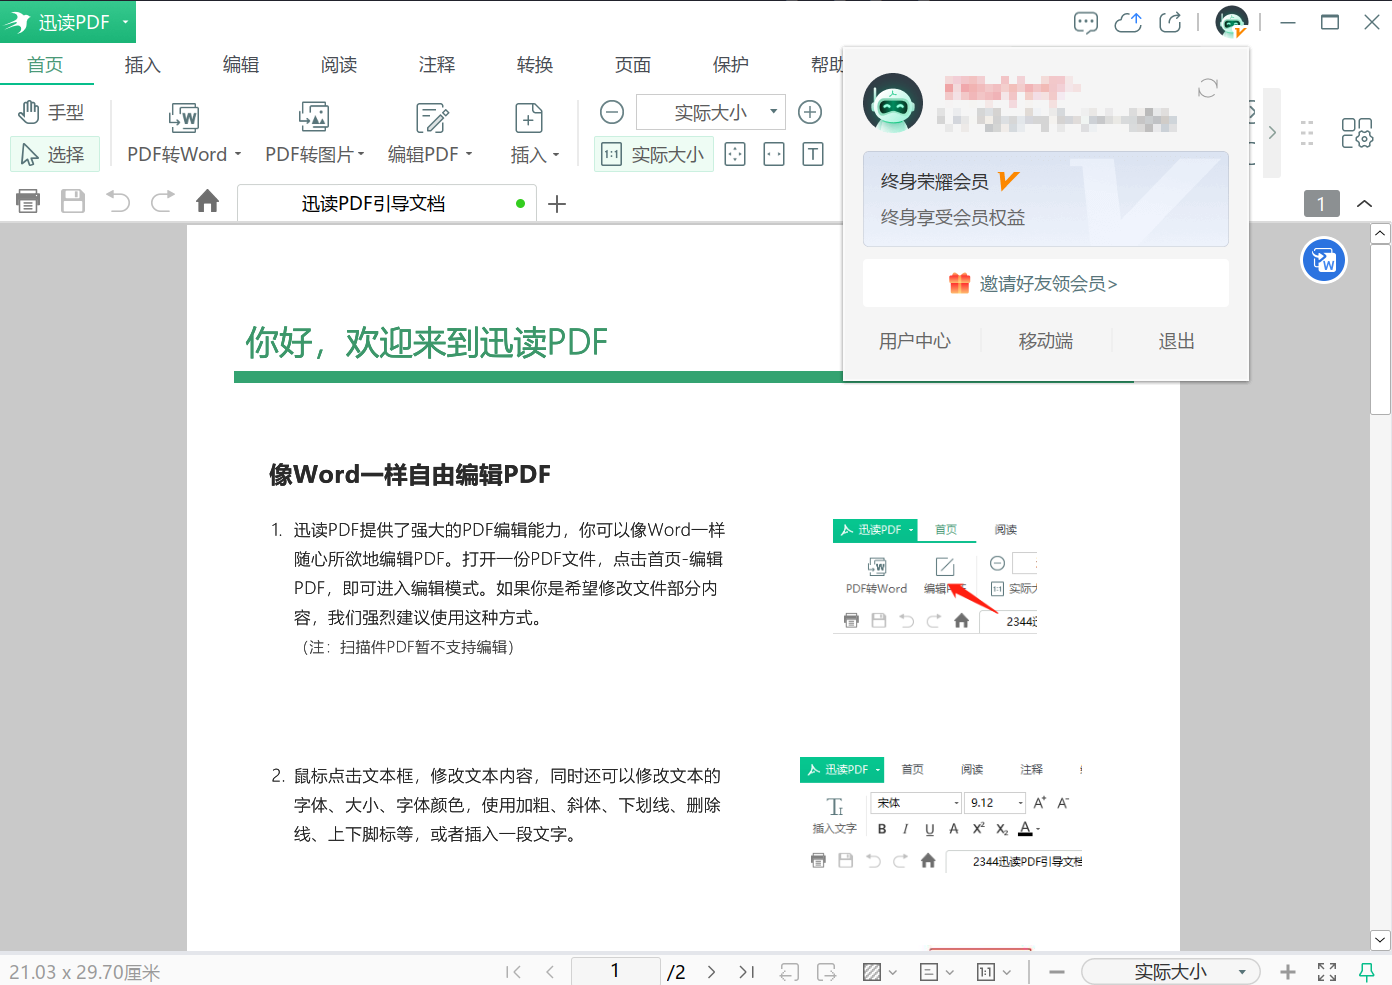 迅读PDF
首页 插入 编辑 阅读 注释 转换 页面 保护 帮助
手型
选择
PDF转Word
PDF转图片
编辑PDF
插入
实际大小
1:1 实际大小
迅读PDF引导文档
1
终身荣耀会员
终身享受会员权益
邀请好友领会员>
用户中心 移动端 退出
你好，欢迎来到迅读PDF
像Word一样自由编辑PDF
1. 迅读PDF提供了强大的PDF编辑能力，你可以像Word一样
随心所欲地编辑PDF。打开一份PDF文件，点击首页-编辑
PDF，即可进入编辑模式。如果你是希望修改文件部分内
容，我们强烈建议使用这种方式。
（注：扫描件PDF暂不支持编辑）
迅读PDF 首页 阅读
PDF转Word 编辑 1:1
2344
2. 鼠标点击文本框，修改文本内容，同时还可以修改文本的
字体、大小、字体颜色，使用加粗、斜体、下划线、删除
线、上下脚标等，或者插入一段文字。
迅读PDF 首页 阅读 注释
宋体 9.12 A+ A-
插入文字 B I U A X² X₂ A
2344迅读PDF引导文档
21.03 x 29.70厘米
1 /2
1:1
实际大小